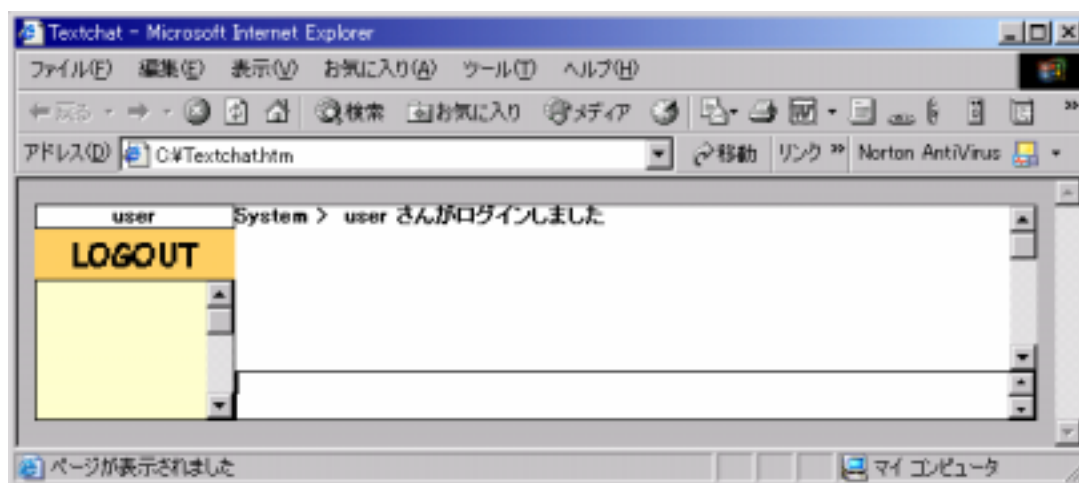 Textchat - Microsoft Internet Explorer
ファイル(F) 編集(E) 表示(V) お気に入り(A) ツール(T) ヘルプ(H)
戻る 検索 お気に入り メディア
アドレス(D) C:¥Textchat.htm 移動 リンク » Norton AntiVirus
user System > user さんがログインしました
LOGOUT
ページが表示されました マイ コンピュータ